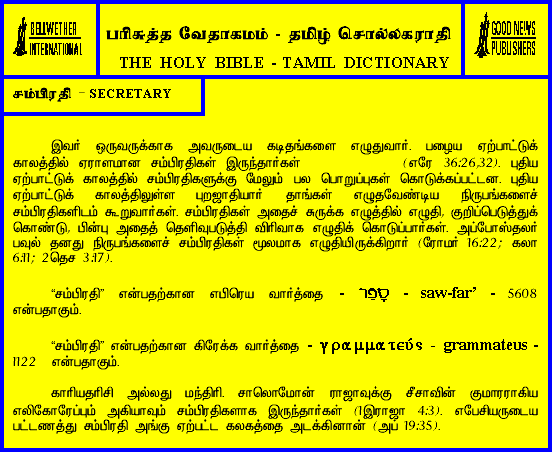 BELLWETHER
INTERNATIONAL
பரிசுத்த வேதாகமம் - தமிழ் சொல்லகராதி
THE HOLY BIBLE - TAMIL DICTIONARY
GOOD NEWS
PUBLISHERS
சம்பிரதி - SECRETARY
இவர் ஒருவருக்காக அவருடைய கடிதங்களை எழுதுவார். பழைய ஏற்பாட்டுக்
காலத்தில் ஏராளமான சம்பிரதிகள் இருந்தார்கள் (எரே 36:26,32). புதிய
ஏற்பாட்டுக் காலத்தில் சம்பிரதிகளுக்கு மேலும் பல பொறுப்புகள் கொடுக்கப்பட்டன. புதிய
ஏற்பாட்டுக் காலத்திலுள்ள புறஜாதியார் தாங்கள் எழுதவேண்டிய நிருபங்களைச்
சம்பிரதிகளிடம் கூறுவார்கள். சம்பிரதிகள் அதைச் சுருக்க எழுத்தில் எழுதி, குறிப்பெடுத்துக்
கொண்டு, பின்பு அதைத் தெளிவுபடுத்தி விரிவாக எழுதிக் கொடுப்பார்கள். அப்போஸ்தலர்
பவுல் தனது நிருபங்களைச் சம்பிரதிகள் மூலமாக எழுதியிருக்கிறார் (ரோமர் 16:22; கலா
6:11; 2தெச 3:17).
“சம்பிரதி” என்பதற்கான எபிரெய வார்த்தை - סָפַר - saw-far’ - 5608
என்பதாகும்.
“சம்பிரதி” என்பதற்கான கிரேக்க வார்த்தை - γραμματεύς - grammateus -
1122 என்பதாகும்.
காரியதரிசி அல்லது மந்திரி. சாலொமோன் ராஜாவுக்கு சீசாவின் குமாரராகிய
எலிகோரேப்பும் அகியாவும் சம்பிரதிகளாக இருந்தார்கள் (1இராஜா 4:3). எபேசியருடைய
பட்டணத்து சம்பிரதி அங்கு ஏற்பட்ட கலகத்தை அடக்கினான் (அப் 19:35).